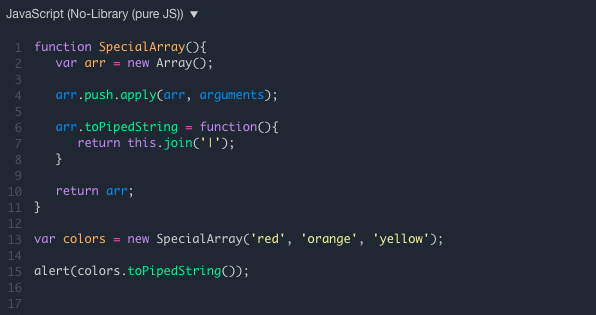 JavaScript (No-Library (pure JS)) ▼
1 function SpecialArray(){
2 var arr = new Array();
3
4 arr.push.apply(arr, arguments);
5
6 arr.toPipedString = function(){
7 return this.join('|');
8 }
9
10 return arr;
11 }
12
13 var colors = new SpecialArray('red', 'orange', 'yellow');
14
15 alert(colors.toPipedString());
16
17